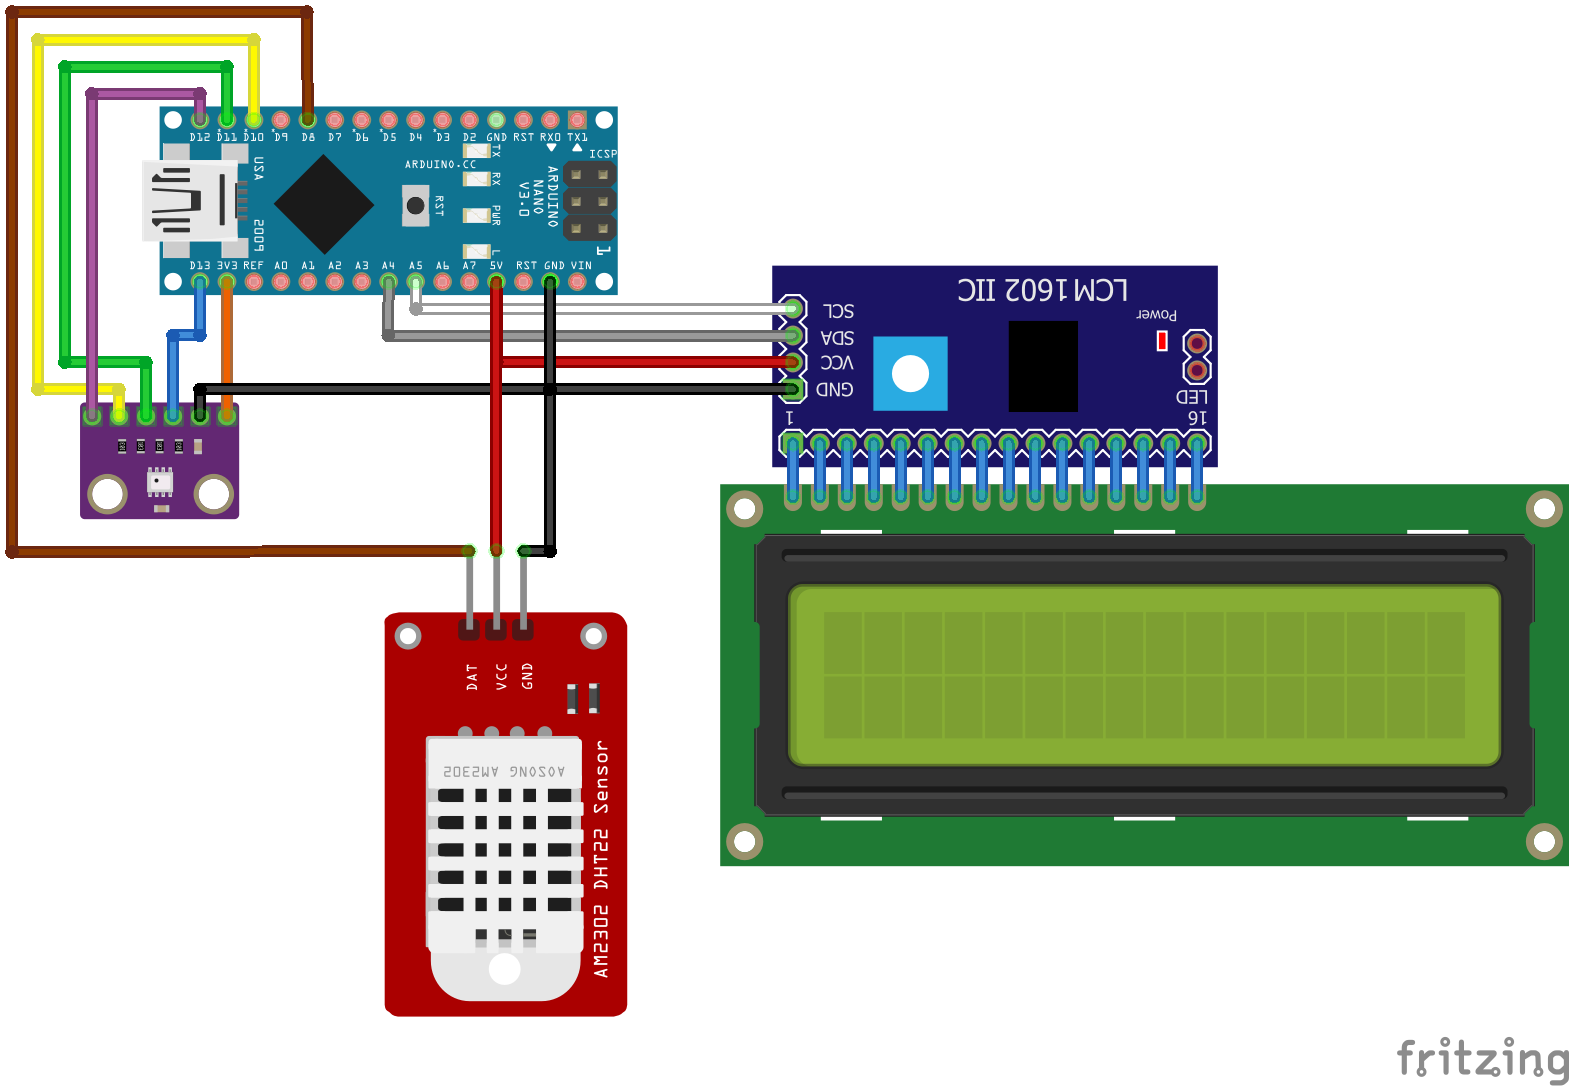 D12 D11 D10 D9 D8 D7 D6 D5 D4 D3 D2 GND RST RX0 TX1
ICSP
ARDUINO.CC
USA
2009
RST
TX
RX
PWR
L
ARDUINO
NANO
V3.0
1
D13 3V3 REF A0 A1 A2 A3 A4 A5 A6 A7 5V RST GND VIN
LCM1602 IIC
SCL
SDA
VCC
GND
Power
LED
1
16
DAT
VCC
GND
AOSONG AM2302
AM2302 DHT22 Sensor
fritzing